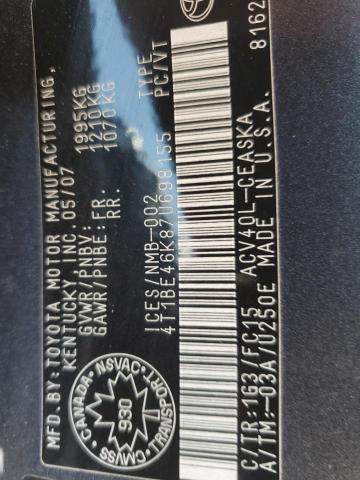 MFD. BY: TOYOTA MOTOR MANUFACTURING,
KENTUCKY, INC. 05/07
GVWR/PNBV: 1995KG
GAWR/PNBE: FR. 1210KG
RR. 1070KG
CANADA · NSVAC · TRANSPORT · CMVSS
930
ICES/NMB-002 TYPE
4T1BE46K87U698155 PC/VT
C/TR: 1G3/FC15 ACV40L-CEASKA
A/TM: -03A/U250E MADE IN U.S.A. 8162